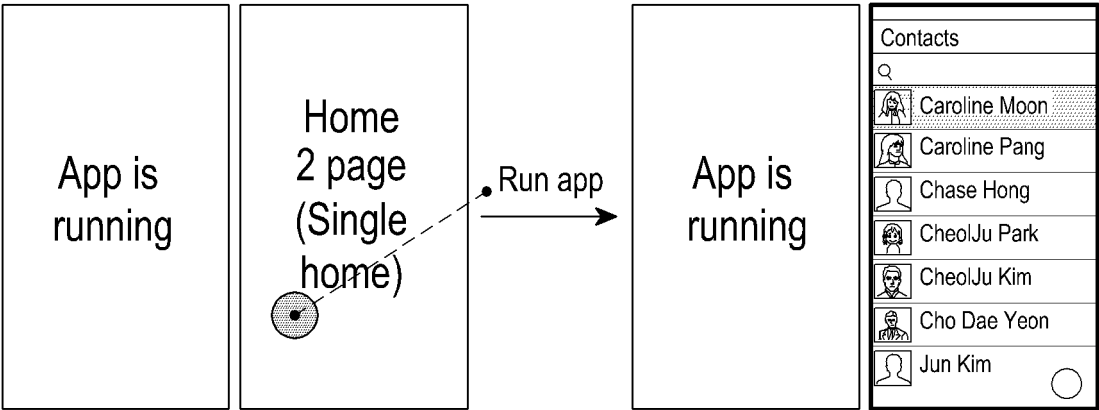 App is
running
Home
2 page
(Single
home)
Run app
App is
running
Contacts
Caroline Moon
Caroline Pang
Chase Hong
CheolJu Park
CheolJu Kim
Cho Dae Yeon
Jun Kim